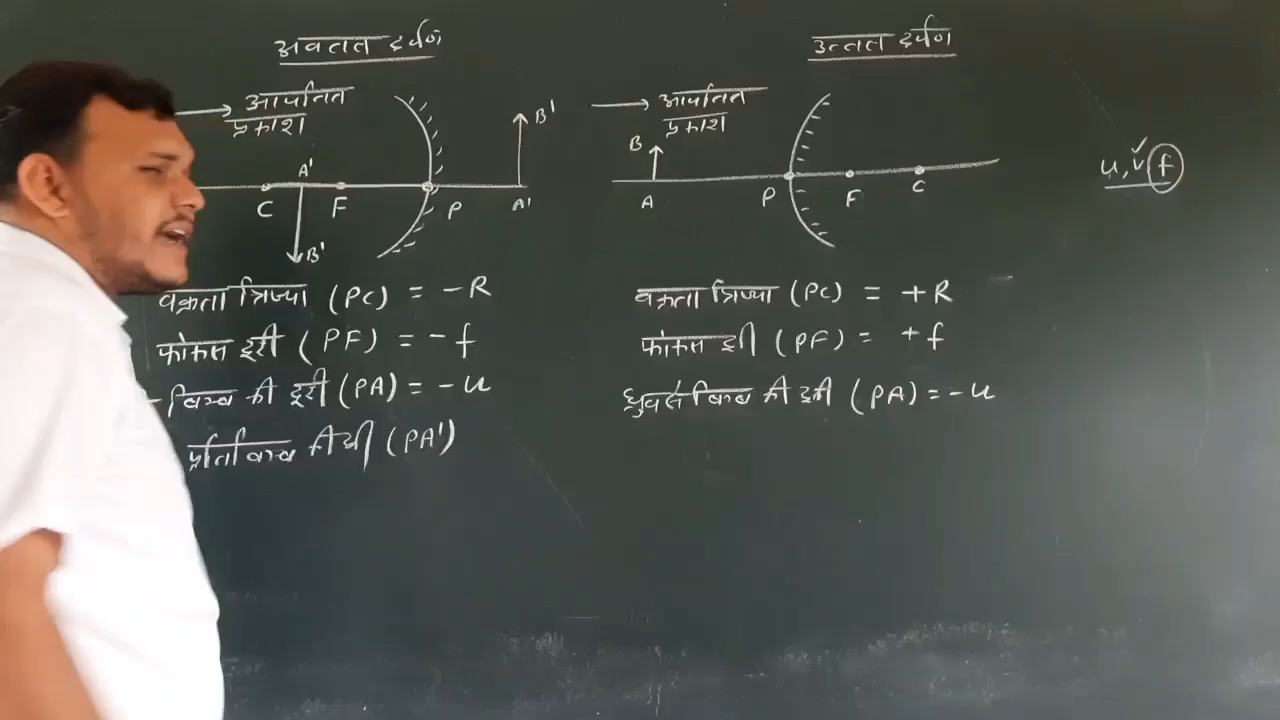 अवतल दर्पण
आपतित
प्रकाश
B'
A'
C F P A'
B'
वक्रता त्रिज्या (PC) = -R
फोकस दूरी (PF) = -f
बिम्ब की दूरी (PA) = -u
प्रतिबिम्ब की दूरी (PA')
उत्तल दर्पण
आपतित
प्रकाश
B
A P F C
वक्रता त्रिज्या (PC) = +R
फोकस दूरी (PF) = +f
ध्रुव से बिम्ब की दूरी (PA) = -u
u, v f